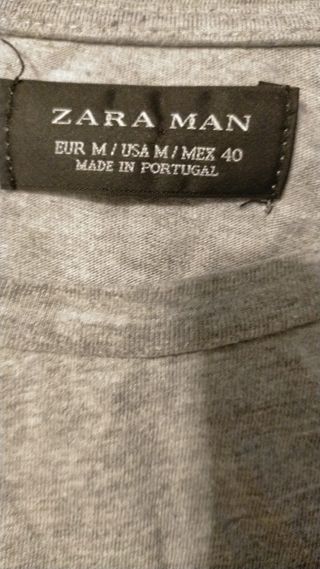 ZARA MAN
EUR M / USA M / MEX 40
MADE IN PORTUGAL